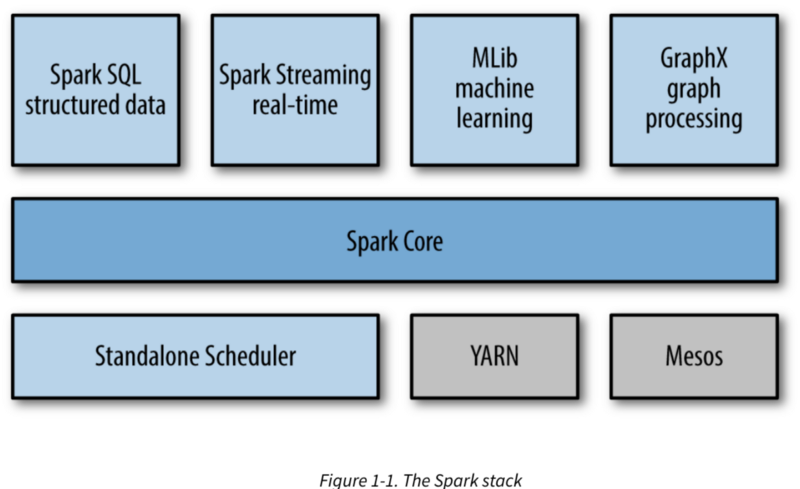 Spark SQL
structured data
Spark Streaming
real-time
MLib
machine
learning
GraphX
graph
processing
Spark Core
Standalone Scheduler
YARN
Mesos
Figure 1-1. The Spark stack